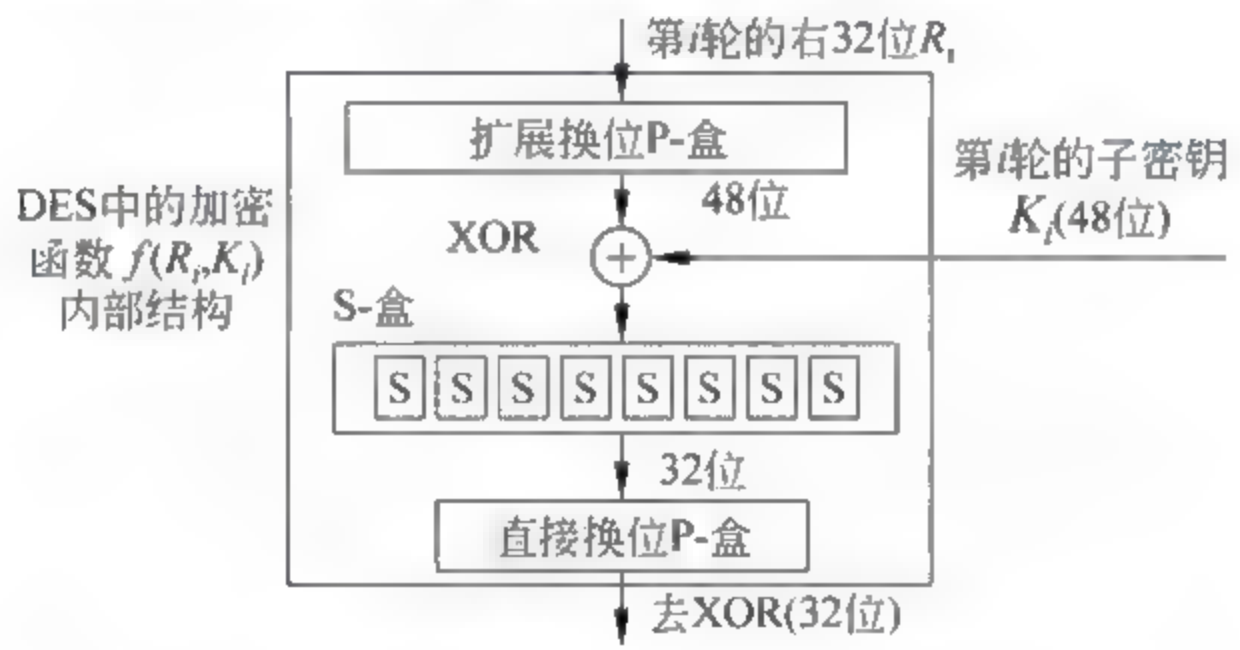 第i轮的右32位Ri
扩展换位P-盒
48位
第i轮的子密钥
Ki(48位)
DES中的加密
函数 f(Ri,Ki)
内部结构
XOR
+
S-盒
S S S S S S S S
32位
直接换位P-盒
去XOR(32位)